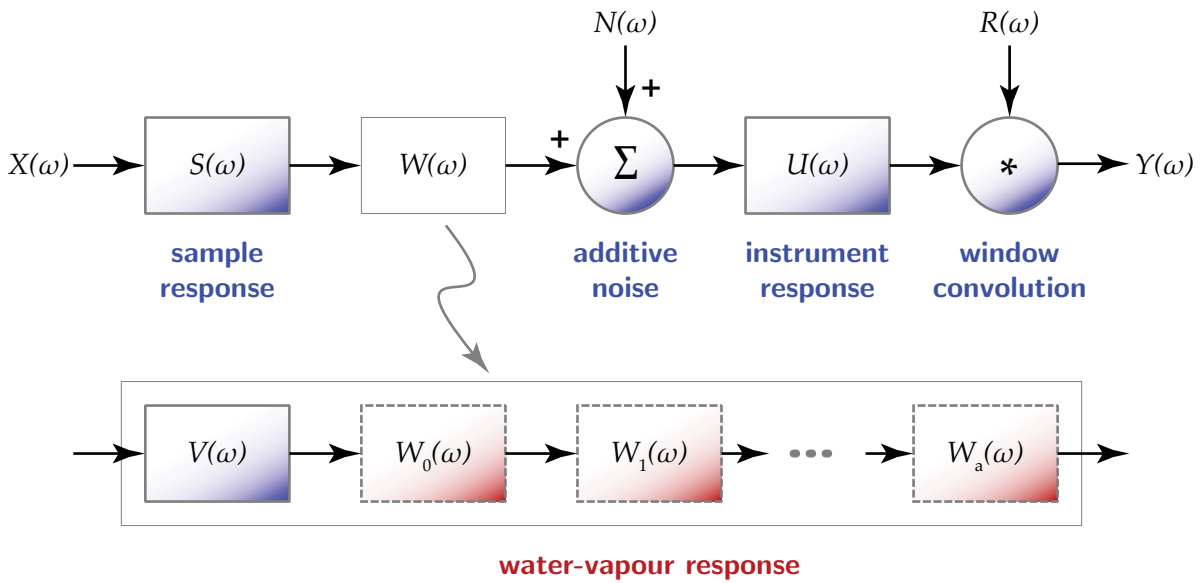 N(ω)
R(ω)
+
+
X(ω)
S(ω)
W(ω)
Σ
U(ω)
*
Y(ω)
sample
response
additive
noise
instrument
response
window
convolution
V(ω)
W₀(ω)
W₁(ω)
•••
Wₐ(ω)
water-vapour response